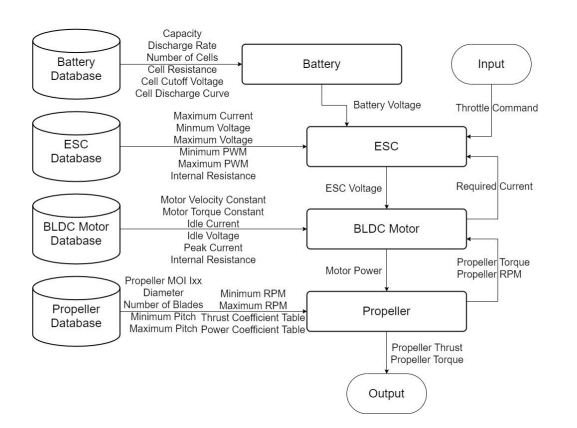 Battery
Database
Capacity
Discharge Rate
Number of Cells
Cell Resistance
Cell Cutoff Voltage
Cell Discharge Curve
Battery
Input
Battery Voltage
Throttle Command
ESC
Database
Maximum Current
Minmum Voltage
Maximum Voltage
Minimum PWM
Maximum PWM
Internal Resistance
ESC
ESC Voltage
Required Current
BLDC Motor
Database
Motor Velocity Constant
Motor Torque Constant
Idle Current
Idle Voltage
Peak Current
Internal Resistance
BLDC Motor
Motor Power
Propeller Torque
Propeller RPM
Propeller
Database
Propeller MOI Ixx
Diameter
Number of Blades
Minimum Pitch
Maximum Pitch
Minimum RPM
Maximum RPM
Thrust Coefficient Table
Power Coefficient Table
Propeller
Propeller Thrust
Propeller Torque
Output